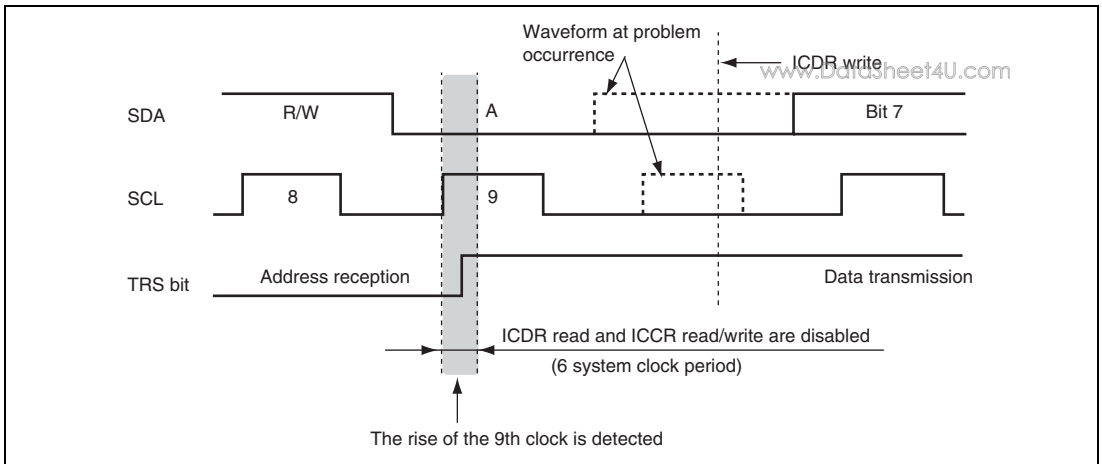 Waveform at problem
occurrence
ICDR write
www.DataSheet4U.com
SDA
R/W
A
Bit 7
SCL
8
9
TRS bit
Address reception
Data transmission
ICDR read and ICCR read/write are disabled
(6 system clock period)
The rise of the 9th clock is detected